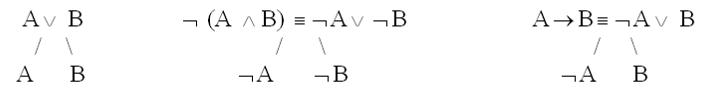 A ∨ B ¬ (A ∧ B) ≡ ¬A ∨ ¬B A → B ≡ ¬A ∨ B
/ \ / \ / \
A B ¬A ¬B ¬A B